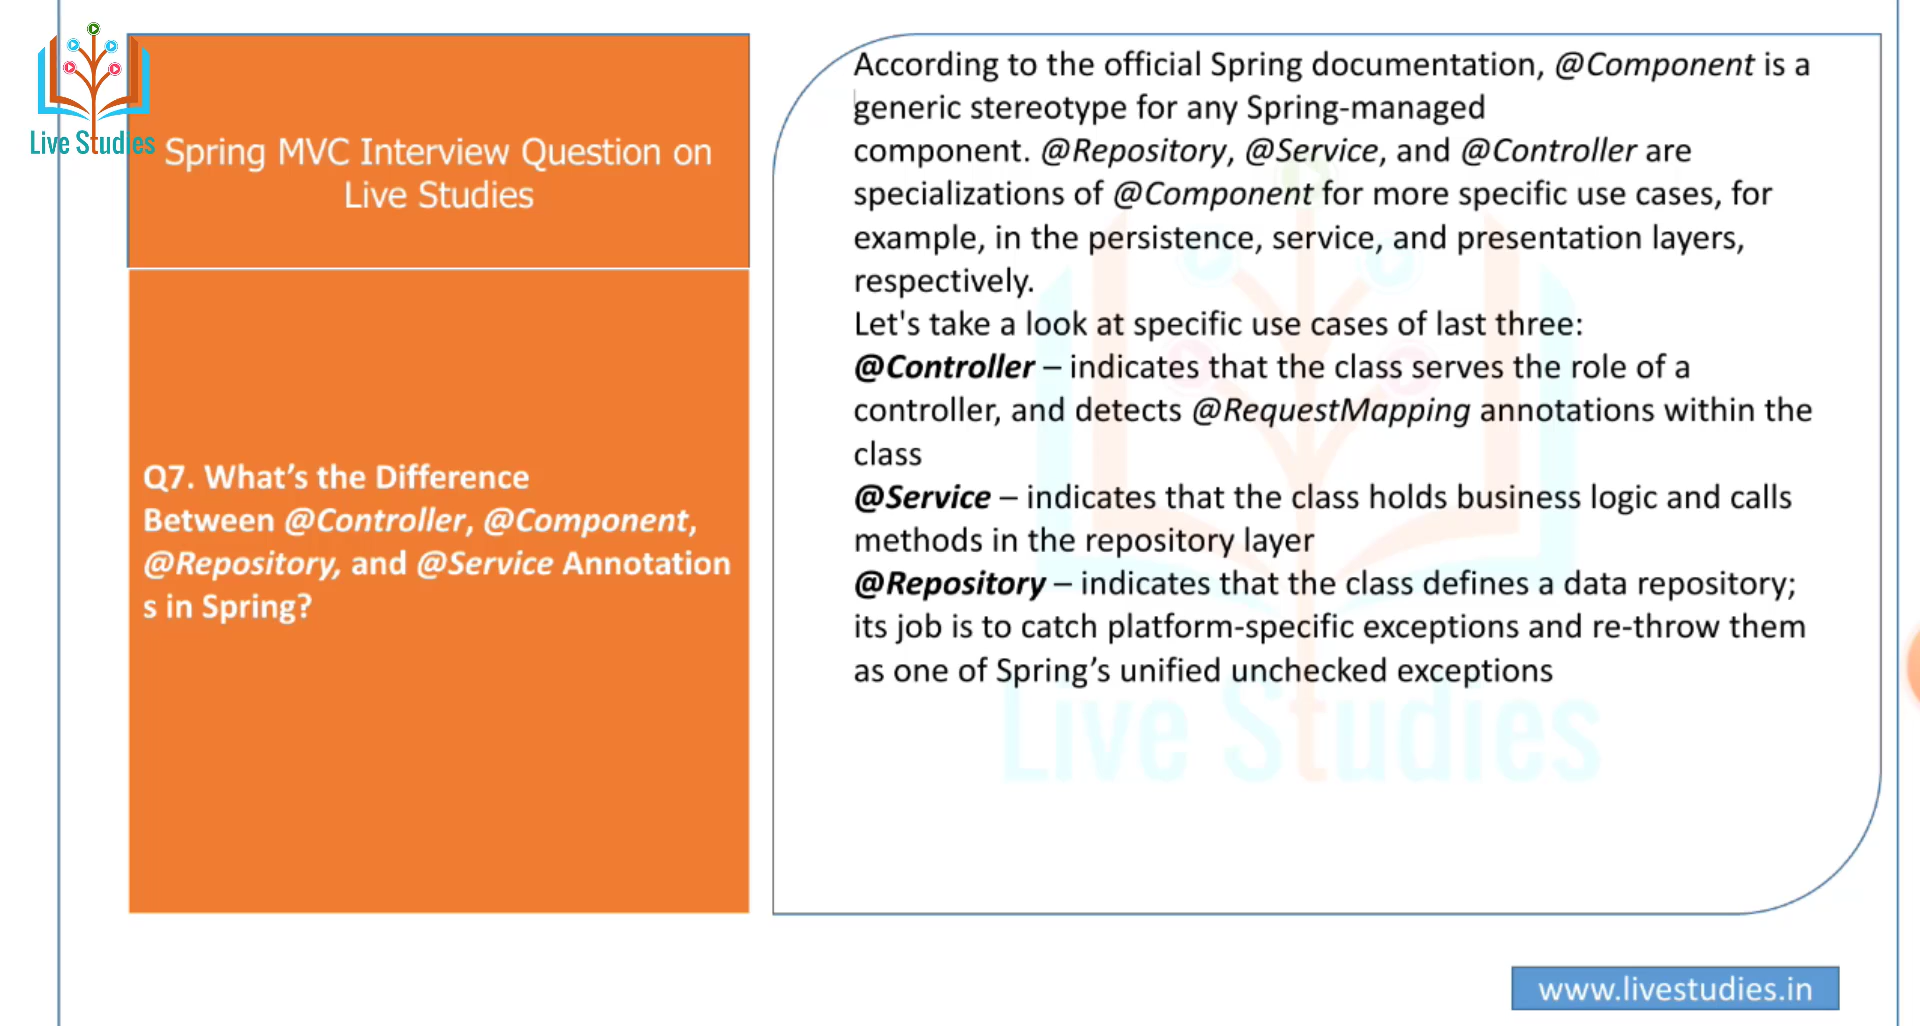 Live Studies
Spring MVC Interview Question on
Live Studies
Q7. What’s the Difference
Between @Controller, @Component,
@Repository, and @Service Annotation
s in Spring?
According to the official Spring documentation, @Component is a
generic stereotype for any Spring-managed
component. @Repository, @Service, and @Controller are
specializations of @Component for more specific use cases, for
example, in the persistence, service, and presentation layers,
respectively.
Let's take a look at specific use cases of last three:
@Controller – indicates that the class serves the role of a
controller, and detects @RequestMapping annotations within the
class
@Service – indicates that the class holds business logic and calls
methods in the repository layer
@Repository – indicates that the class defines a data repository;
its job is to catch platform-specific exceptions and re-throw them
as one of Spring’s unified unchecked exceptions
Live Studies
www.livestudies.in